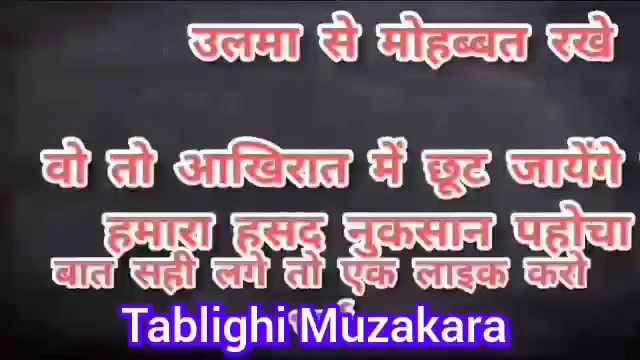 उलमा से मोहब्बत रखे
वो तो आखिरात में छूट जायेंगे
हमारा हसद नुकसान पहोचा
बात सही लगे तो एक लाइक करो
Tablighi Muzakara